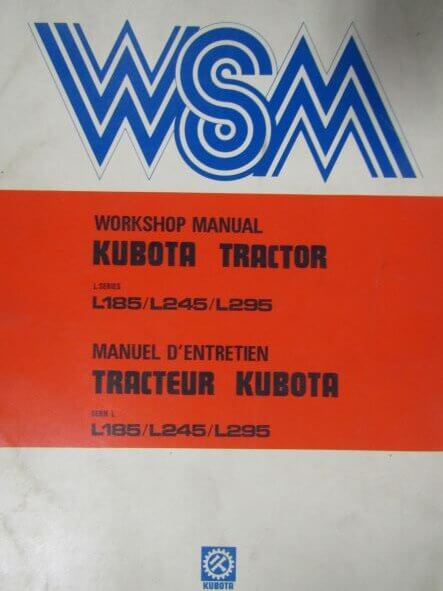 WSM
WORKSHOP MANUAL
KUBOTA TRACTOR
L SERIES
L185/L245/L295
MANUEL D'ENTRETIEN
TRACTEUR KUBOTA
SERIE L
L185/L245/L295
KUBOTA